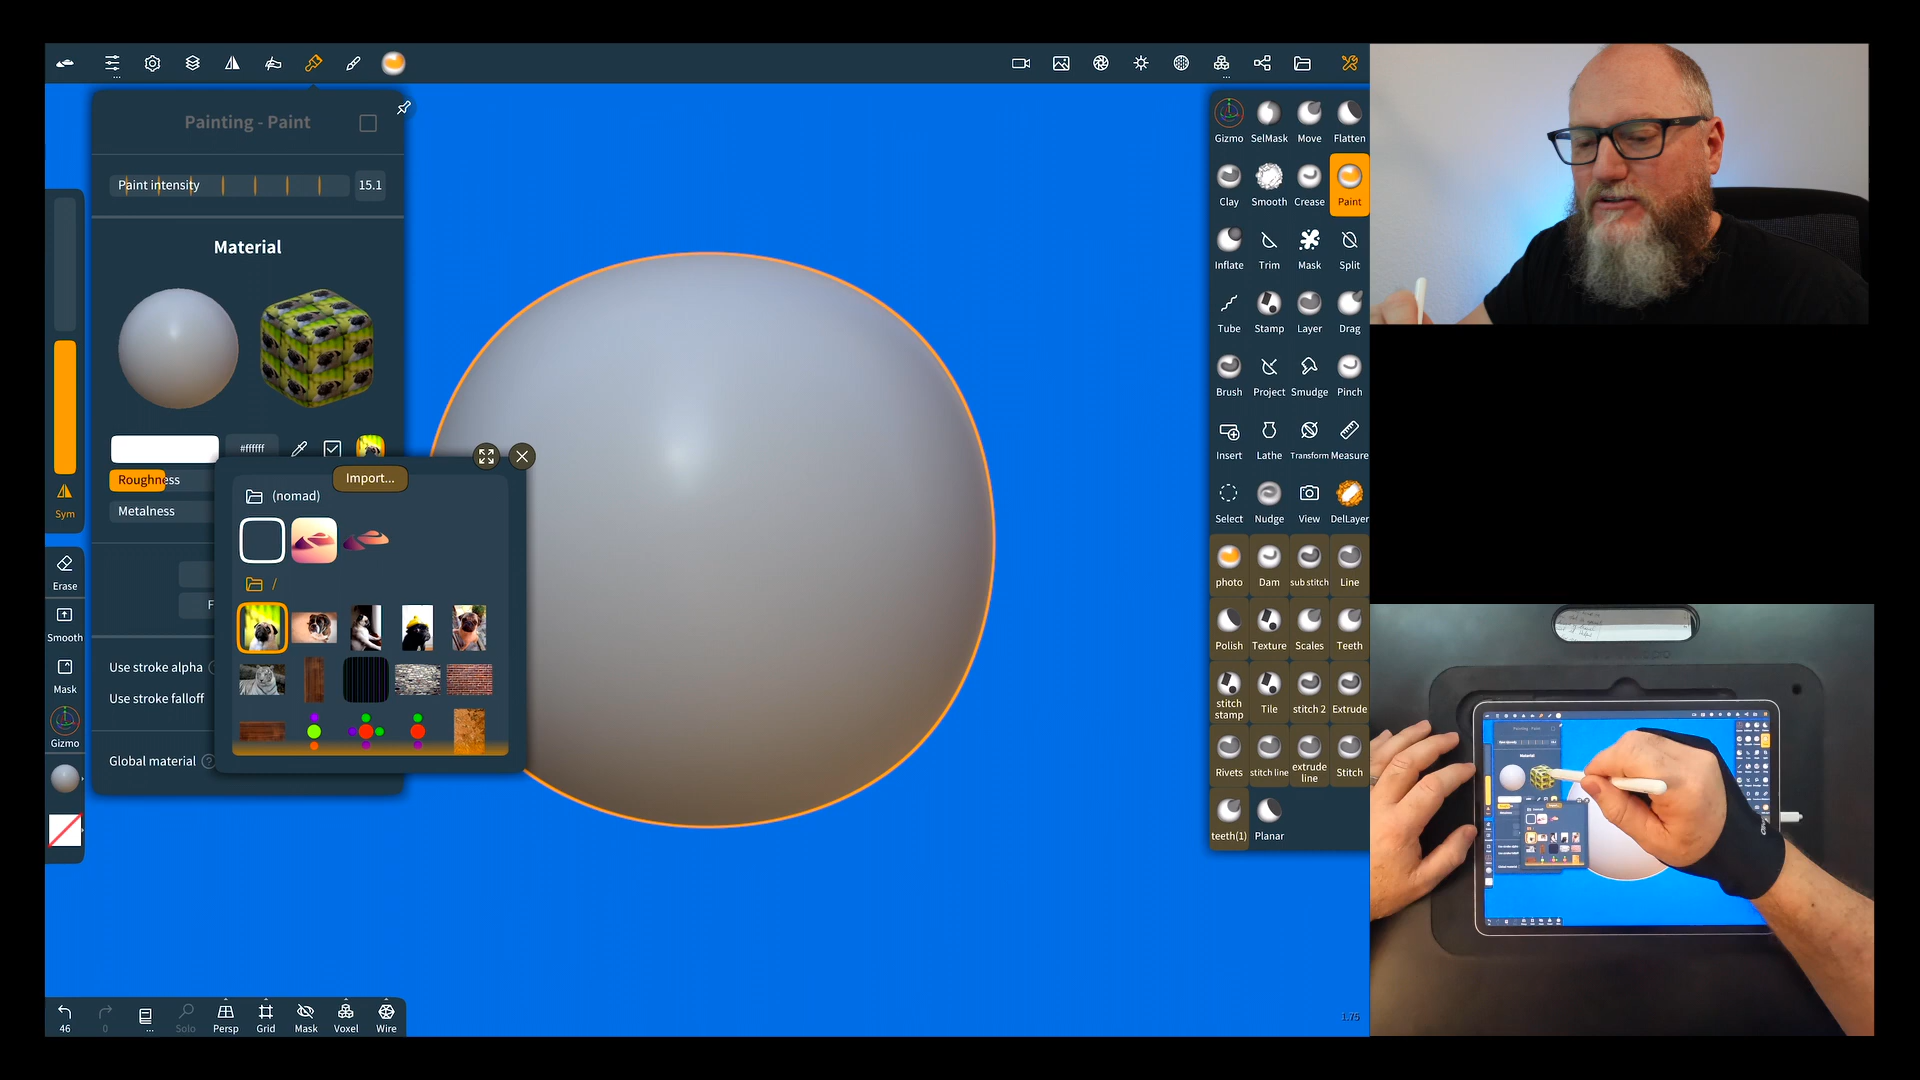 Painting - Paint
Paint intensity 15.1
Material
#ffffff
Roughness
Metalness
Import...
(nomad)
/
F
Use stroke alpha
Use stroke falloff
Global material ?
Sym
Erase
Smooth
Mask
Gizmo
46 0 Solo Persp Grid Mask Voxel Wire
1.75
Gizmo SelMask Move Flatten
Clay Smooth Crease Paint
Inflate Trim Mask Split
Tube Stamp Layer Drag
Brush Project Smudge Pinch
Insert Lathe Transform Measure
Select Nudge View DelLayer
photo Dam sub stitch Line
Polish Texture Scales Teeth
stitch stamp Tile stitch 2 Extrude
Rivets stitch line extrude line Stitch
teeth(1) Planar